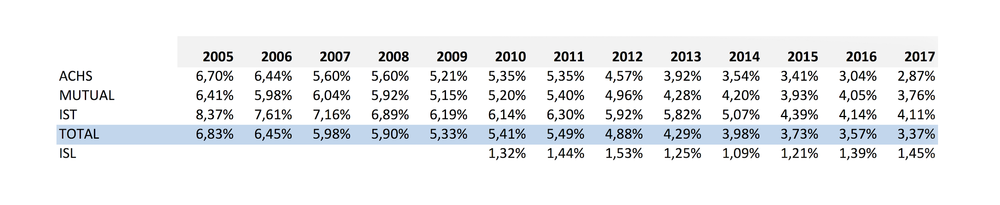 2005 2006 2007 2008 2009 2010 2011 2012 2013 2014 2015 2016 2017
ACHS 6,70% 6,44% 5,60% 5,60% 5,21% 5,35% 5,35% 4,57% 3,92% 3,54% 3,41% 3,04% 2,87%
MUTUAL 6,41% 5,98% 6,04% 5,92% 5,15% 5,20% 5,40% 4,96% 4,28% 4,20% 3,93% 4,05% 3,76%
IST 8,37% 7,61% 7,16% 6,89% 6,19% 6,14% 6,30% 5,92% 5,82% 5,07% 4,39% 4,14% 4,11%
TOTAL 6,83% 6,45% 5,98% 5,90% 5,33% 5,41% 5,49% 4,88% 4,29% 3,98% 3,73% 3,57% 3,37%
ISL 1,32% 1,44% 1,53% 1,25% 1,09% 1,21% 1,39% 1,45%